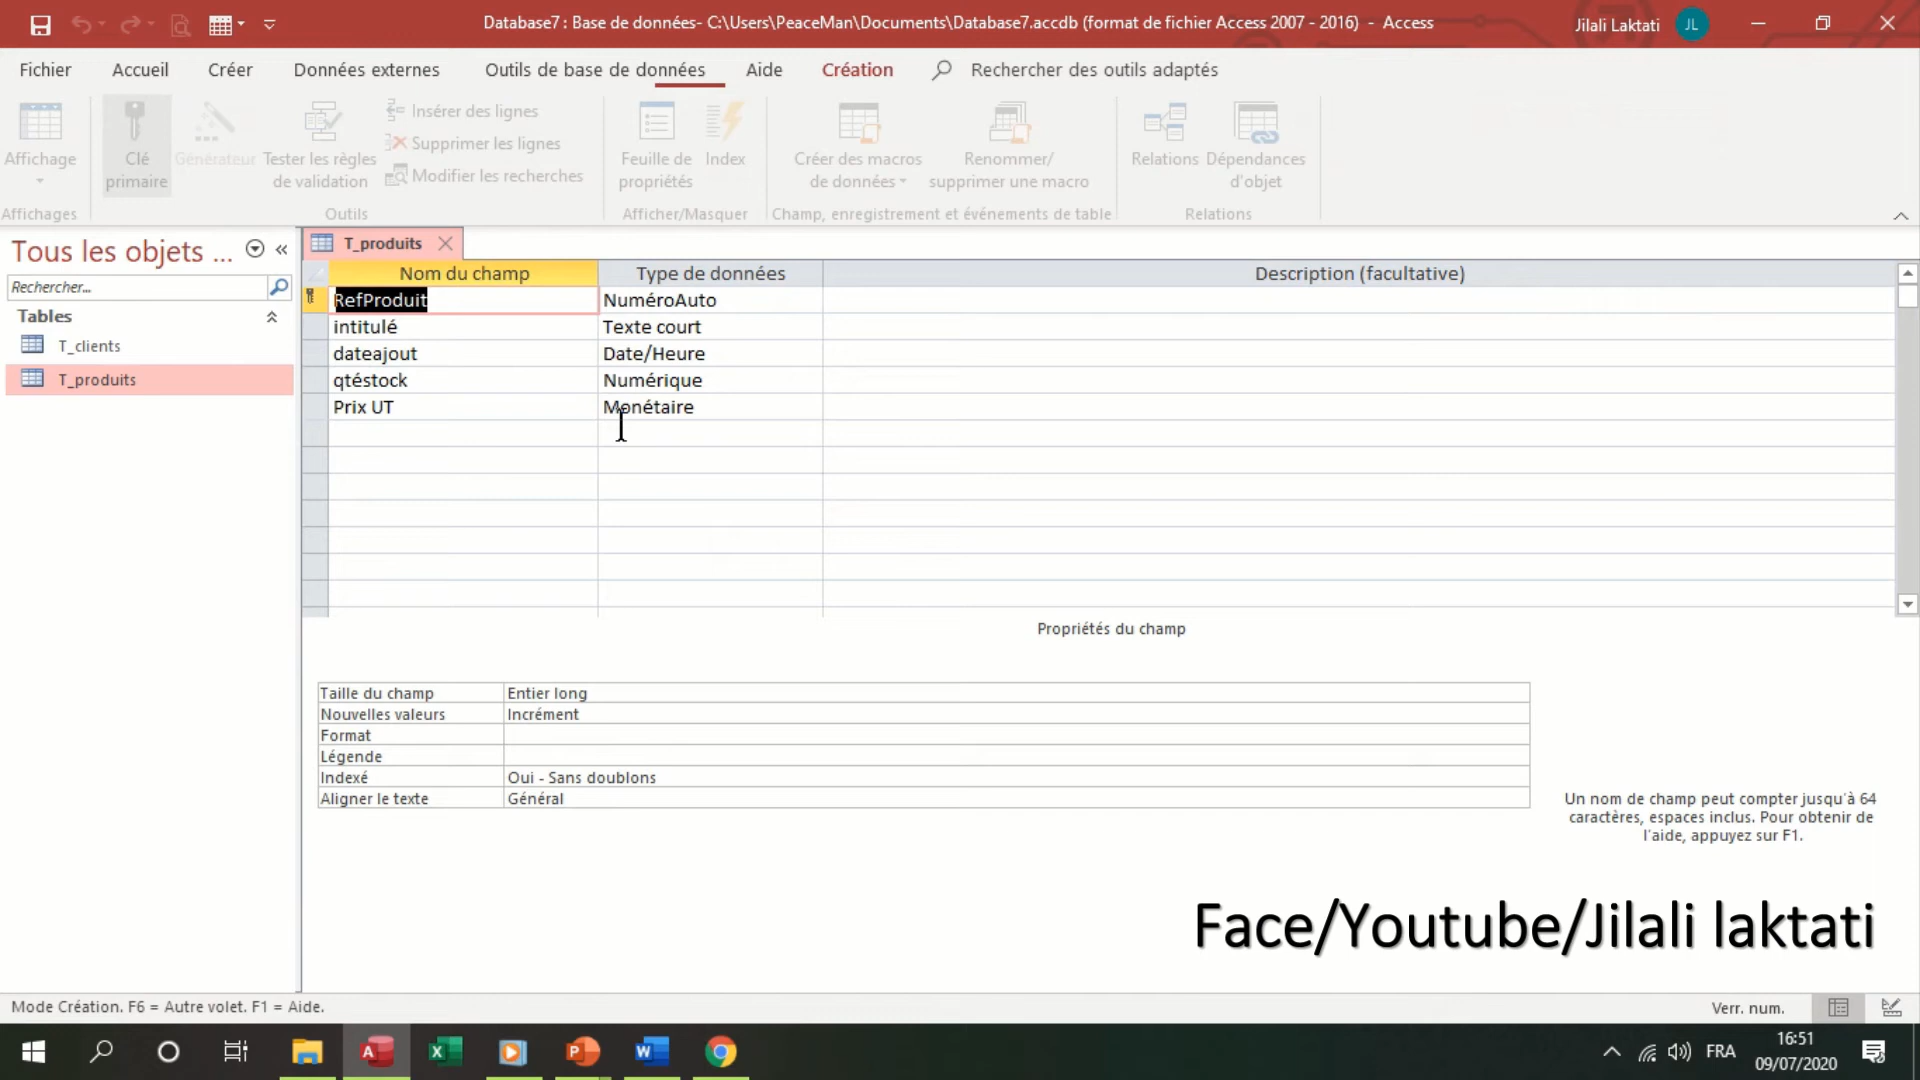 Database7 : Base de données- C:\Users\PeaceMan\Documents\Database7.accdb (format de fichier Access 2007 - 2016) - Access
Jilali Laktati
JL
Fichier
Accueil
Créer
Données externes
Outils de base de données
Aide
Création
Rechercher des outils adaptés
Affichage
Clé
primaire
Générateur
Tester les règles
de validation
Insérer des lignes
Supprimer les lignes
Modifier les recherches
Feuille de
propriétés
Index
Créer des macros
de données
Renommer/
supprimer une macro
Relations
Dépendances
d'objet
Affichages
Outils
Afficher/Masquer
Champ, enregistrement et événements de table
Relations
Tous les objets ...
Rechercher...
Tables
T_clients
T_produits
T_produits
Nom du champ
Type de données
Description (facultative)
RefProduit
NuméroAuto
intitulé
Texte court
dateajout
Date/Heure
qtéstock
Numérique
Prix UT
Monétaire
Propriétés du champ
Taille du champ
Entier long
Nouvelles valeurs
Incrément
Format
Légende
Indexé
Oui - Sans doublons
Aligner le texte
Général
Un nom de champ peut compter jusqu'à 64
caractères, espaces inclus. Pour obtenir de
l'aide, appuyez sur F1.
Face/Youtube/Jilali laktati
Mode Création. F6 = Autre volet. F1 = Aide.
Verr. num.
FRA
16:51
09/07/2020